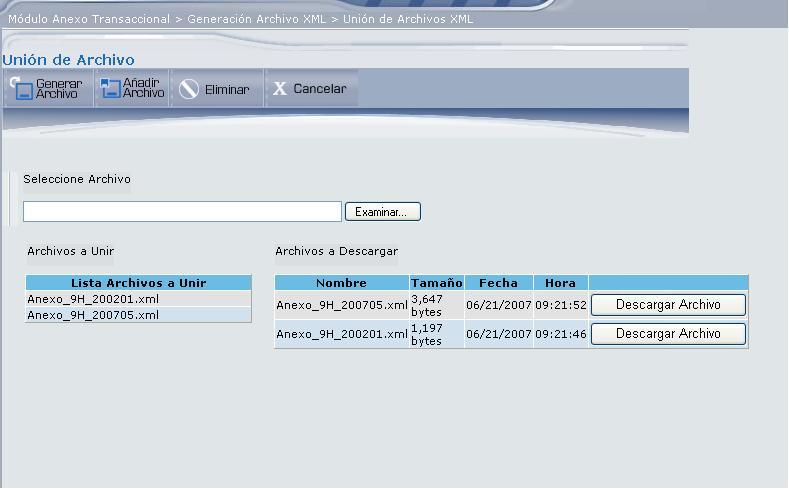 Módulo Anexo Transaccional > Generación Archivo XML > Unión de Archivos XML
Unión de Archivo
Generar Archivo
Añadir Archivo
Eliminar
X Cancelar
Seleccione Archivo
Examinar...
Archivos a Unir
Lista Archivos a Unir
Anexo_9H_200201.xml
Anexo_9H_200705.xml
Archivos a Descargar
Nombre Tamaño Fecha Hora
Anexo_9H_200705.xml 3,647 bytes 06/21/2007 09:21:52 Descargar Archivo
Anexo_9H_200201.xml 1,197 bytes 06/21/2007 09:21:46 Descargar Archivo